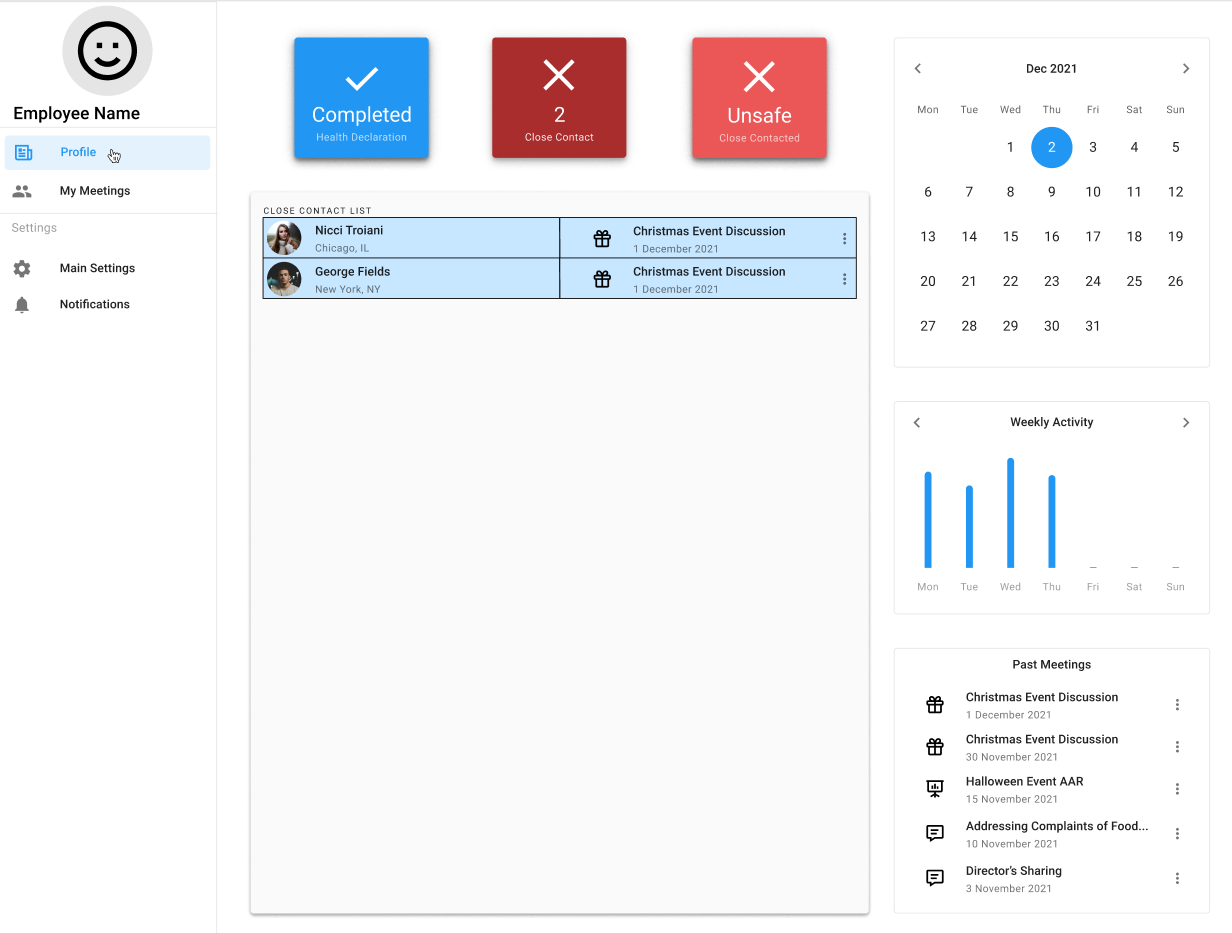 Employee Name
Profile
My Meetings
Settings
Main Settings
Notifications
Completed
Health Declaration
2
Close Contact
Unsafe
Close Contacted
CLOSE CONTACT LIST
Nicci Troiani
Chicago, IL
Christmas Event Discussion
1 December 2021
George Fields
New York, NY
Christmas Event Discussion
1 December 2021
Dec 2021
Mon Tue Wed Thu Fri Sat Sun
1 2 3 4 5
6 7 8 9 10 11 12
13 14 15 16 17 18 19
20 21 22 23 24 25 26
27 28 29 30 31
Weekly Activity
Mon Tue Wed Thu Fri Sat Sun
Past Meetings
Christmas Event Discussion
1 December 2021
Christmas Event Discussion
30 November 2021
Halloween Event AAR
15 November 2021
Addressing Complaints of Food...
10 November 2021
Director's Sharing
3 November 2021